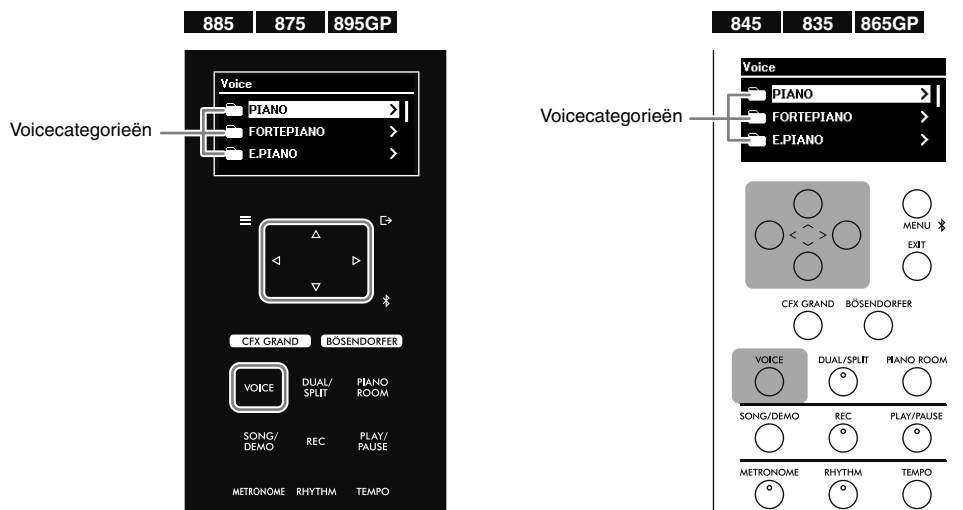 885 875 895GP
Voice
PIANO
FORTEPIANO
E.PIANO
Voicecategorieën
CFX GRAND BÖSENDORFER
VOICE DUAL/SPLIT PIANO ROOM
SONG/DEMO REC PLAY/PAUSE
METRONOME RHYTHM TEMPO
845 835 865GP
Voice
PIANO
FORTEPIANO
E.PIANO
Voicecategorieën
MENU
EXIT
CFX GRAND BÖSENDORFER
VOICE DUAL/SPLIT PIANO ROOM
SONG/DEMO REC PLAY/PAUSE
METRONOME RHYTHM TEMPO